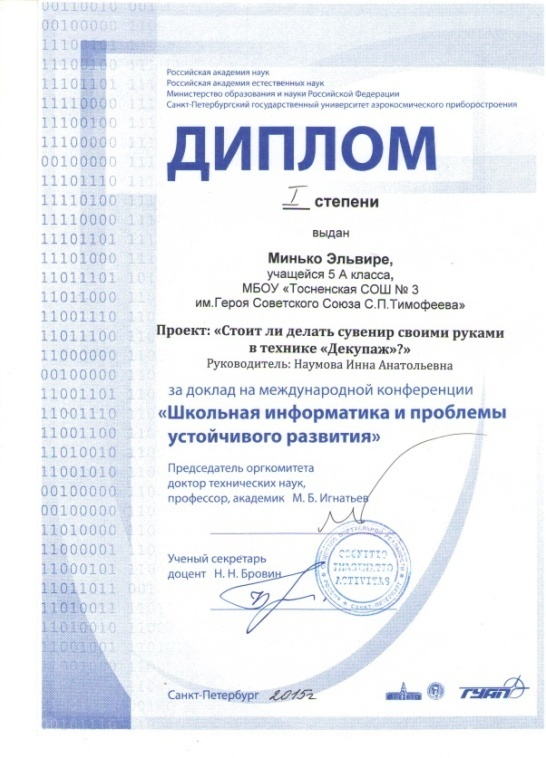 Российская академия наук
Российская академия естественных наук
Министерство образования и науки Российской Федерации
Санкт-Петербургский государственный университет аэрокосмического приборостроения
ДИПЛОМ
I степени
выдан
Минько Эльвире,
учащейся 5 А класса,
МБОУ «Тосненская СОШ № 3
им.Героя Советского Союза С.П.Тимофеева»
Проект: «Стоит ли делать сувенир своими руками
в технике «Декупаж»?»
Руководитель: Наумова Инна Анатольевна
за доклад на международной конференции
«Школьная информатика и проблемы
устойчивого развития»
Председатель оргкомитета
доктор технических наук,
профессор, академик М. Б. Игнатьев
Ученый секретарь
доцент Н. Н. Бровин
COGNITIO
IMAGINATIO
ACTIVITAS
Санкт-Петербург 2015г
ГУАП